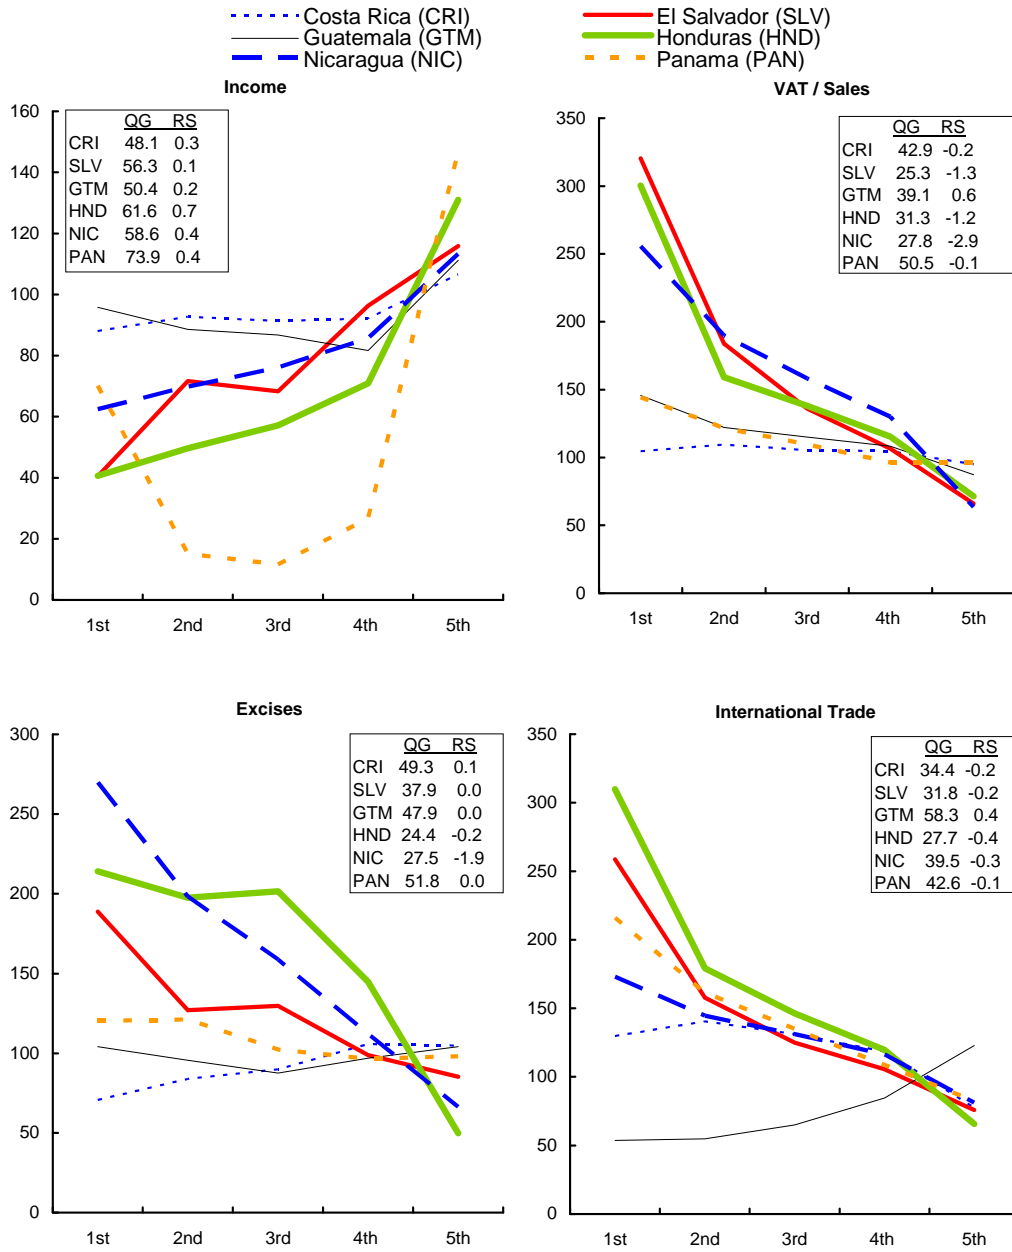 Costa Rica (CRI)
Guatemala (GTM)
Nicaragua (NIC)
El Salvador (SLV)
Honduras (HND)
Panama (PAN)
Income
160
140
120
100
80
60
40
20
0
QG RS
CRI 48.1 0.3
SLV 56.3 0.1
GTM 50.4 0.2
HND 61.6 0.7
NIC 58.6 0.4
PAN 73.9 0.4
1st 2nd 3rd 4th 5th
VAT / Sales
350
300
250
200
150
100
50
0
QG RS
CRI 42.9 -0.2
SLV 25.3 -1.3
GTM 39.1 0.6
HND 31.3 -1.2
NIC 27.8 -2.9
PAN 50.5 -0.1
1st 2nd 3rd 4th 5th
Excises
300
250
200
150
100
50
0
QG RS
CRI 49.3 0.1
SLV 37.9 0.0
GTM 47.9 0.0
HND 24.4 -0.2
NIC 27.5 -1.9
PAN 51.8 0.0
1st 2nd 3rd 4th 5th
International Trade
350
300
250
200
150
100
50
0
QG RS
CRI 34.4 -0.2
SLV 31.8 -0.2
GTM 58.3 0.4
HND 27.7 -0.4
NIC 39.5 -0.3
PAN 42.6 -0.1
1st 2nd 3rd 4th 5th